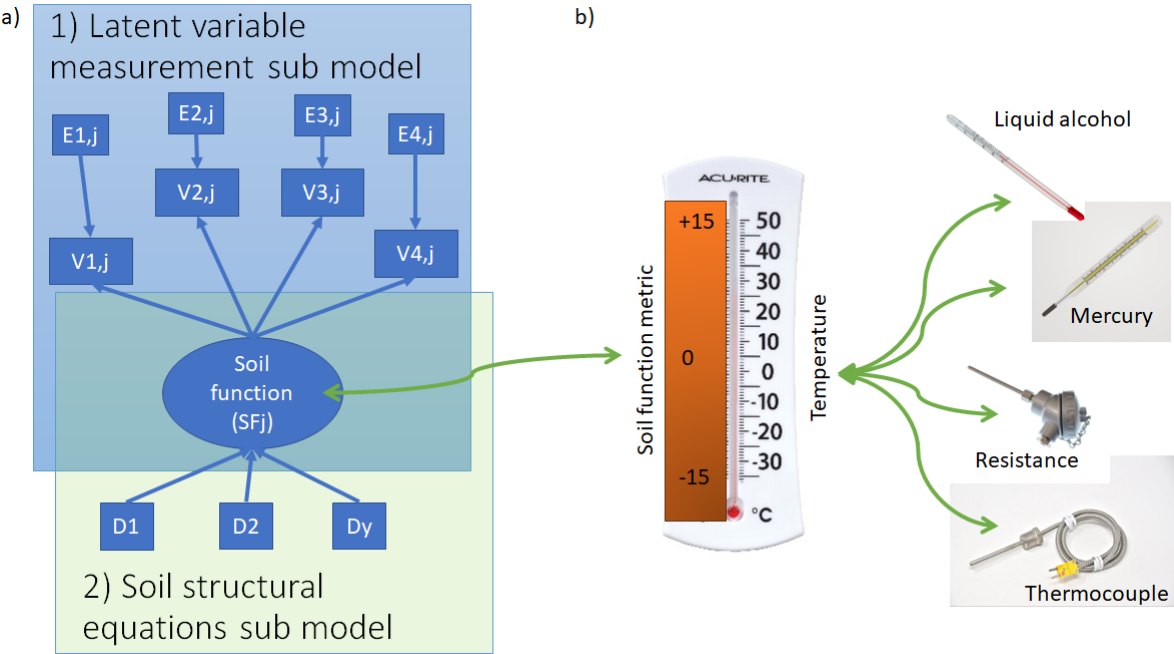 a)
1) Latent variable
measurement sub model
E1,j
E2,j
E3,j
E4,j
V1,j
V2,j
V3,j
V4,j
Soil
function
(SFj)
D1
D2
Dy
2) Soil structural
equations sub model
b)
Soil function metric
+15
0
-15
ACU›RITE
50
40
30
20
10
0
-10
-20
-30
°C
Temperature
Liquid alcohol
Mercury
Resistance
Thermocouple